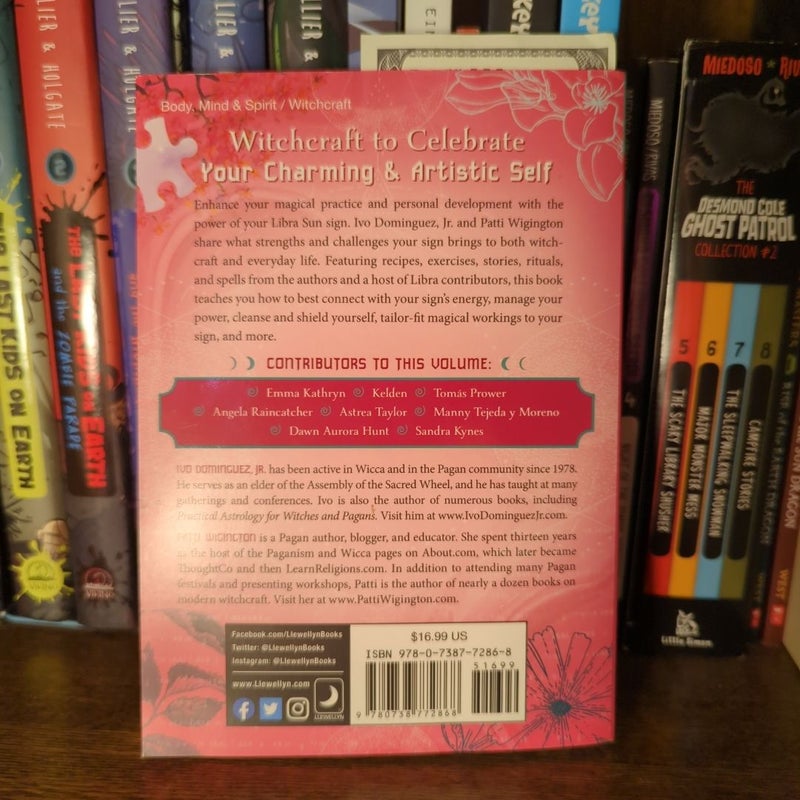 Body, Mind & Spirit / Witchcraft
Witchcraft to Celebrate
Your Charming & Artistic Self
Enhance your magical practice and personal development with the
power of your Libra Sun sign. Ivo Dominguez, Jr. and Patti Wigington
share what strengths and challenges your sign brings to both witch-
craft and everyday life. Featuring recipes, exercises, stories, rituals,
and spells from the authors and a host of Libra contributors, this book
teaches you how to best connect with your sign's energy, manage your
power, cleanse and shield yourself, tailor-fit magical workings to your
sign, and more.
CONTRIBUTORS TO THIS VOLUME:
Emma Kathryn Kelden Tomás Prower
Angela Raincatcher Astrea Taylor Manny Tejeda y Moreno
Dawn Aurora Hunt Sandra Kynes
IVO DOMINGUEZ, JR. has been active in Wicca and in the Pagan community since 1978.
He serves as an elder of the Assembly of the Sacred Wheel, and he has taught at many
gatherings and conferences. Ivo is also the author of numerous books, including
Practical Astrology for Witches and Pagans. Visit him at www.IvoDominguezJr.com.
PATTI WIGINGTON is a Pagan author, blogger, and educator. She spent thirteen years
as the host of the Paganism and Wicca pages on About.com, which later became
ThoughtCo and then LearnReligions.com. In addition to attending many Pagan
festivals and presenting workshops, Patti is the author of nearly a dozen books on
modern witchcraft. Visit her at www.PattiWigington.com.
Facebook.com/LlewellynBooks
Twitter: @LlewellynBooks
Instagram: @LlewellynBooks
www.Llewellyn.com
LLEWELLYN
$16.99 US
ISBN 978-0-7387-7286-8
51699
9 780738 772868
LIER & HOLGATE
2
THE LAST KIDS ON EARTH
THE LAST KIDS ON EARTH
and the ZOMBIE PARADE
VIKING
MIEDOSO
THE
DESMOND COLE
GHOST PATROL
COLLECTION #2
5
6
7
8
THE SCARY LIBRARY SHUSHER
MAJOR MONSTER MESS
THE SLEEPWALKING SNOWMAN
CAMPFIRE STORIES
Little Simon